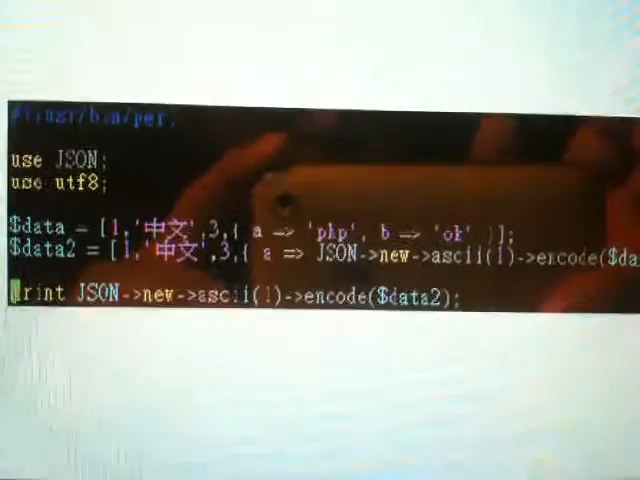 #!/usr/bin/perl
use JSON;
use utf8;
$data = [1,'中文',3,{ a => 'php', b => 'ok' }];
$data2 = [1,'中文',3,{ a => JSON->new->ascii(1)->encode($da
print JSON->new->ascii(1)->encode($data2);